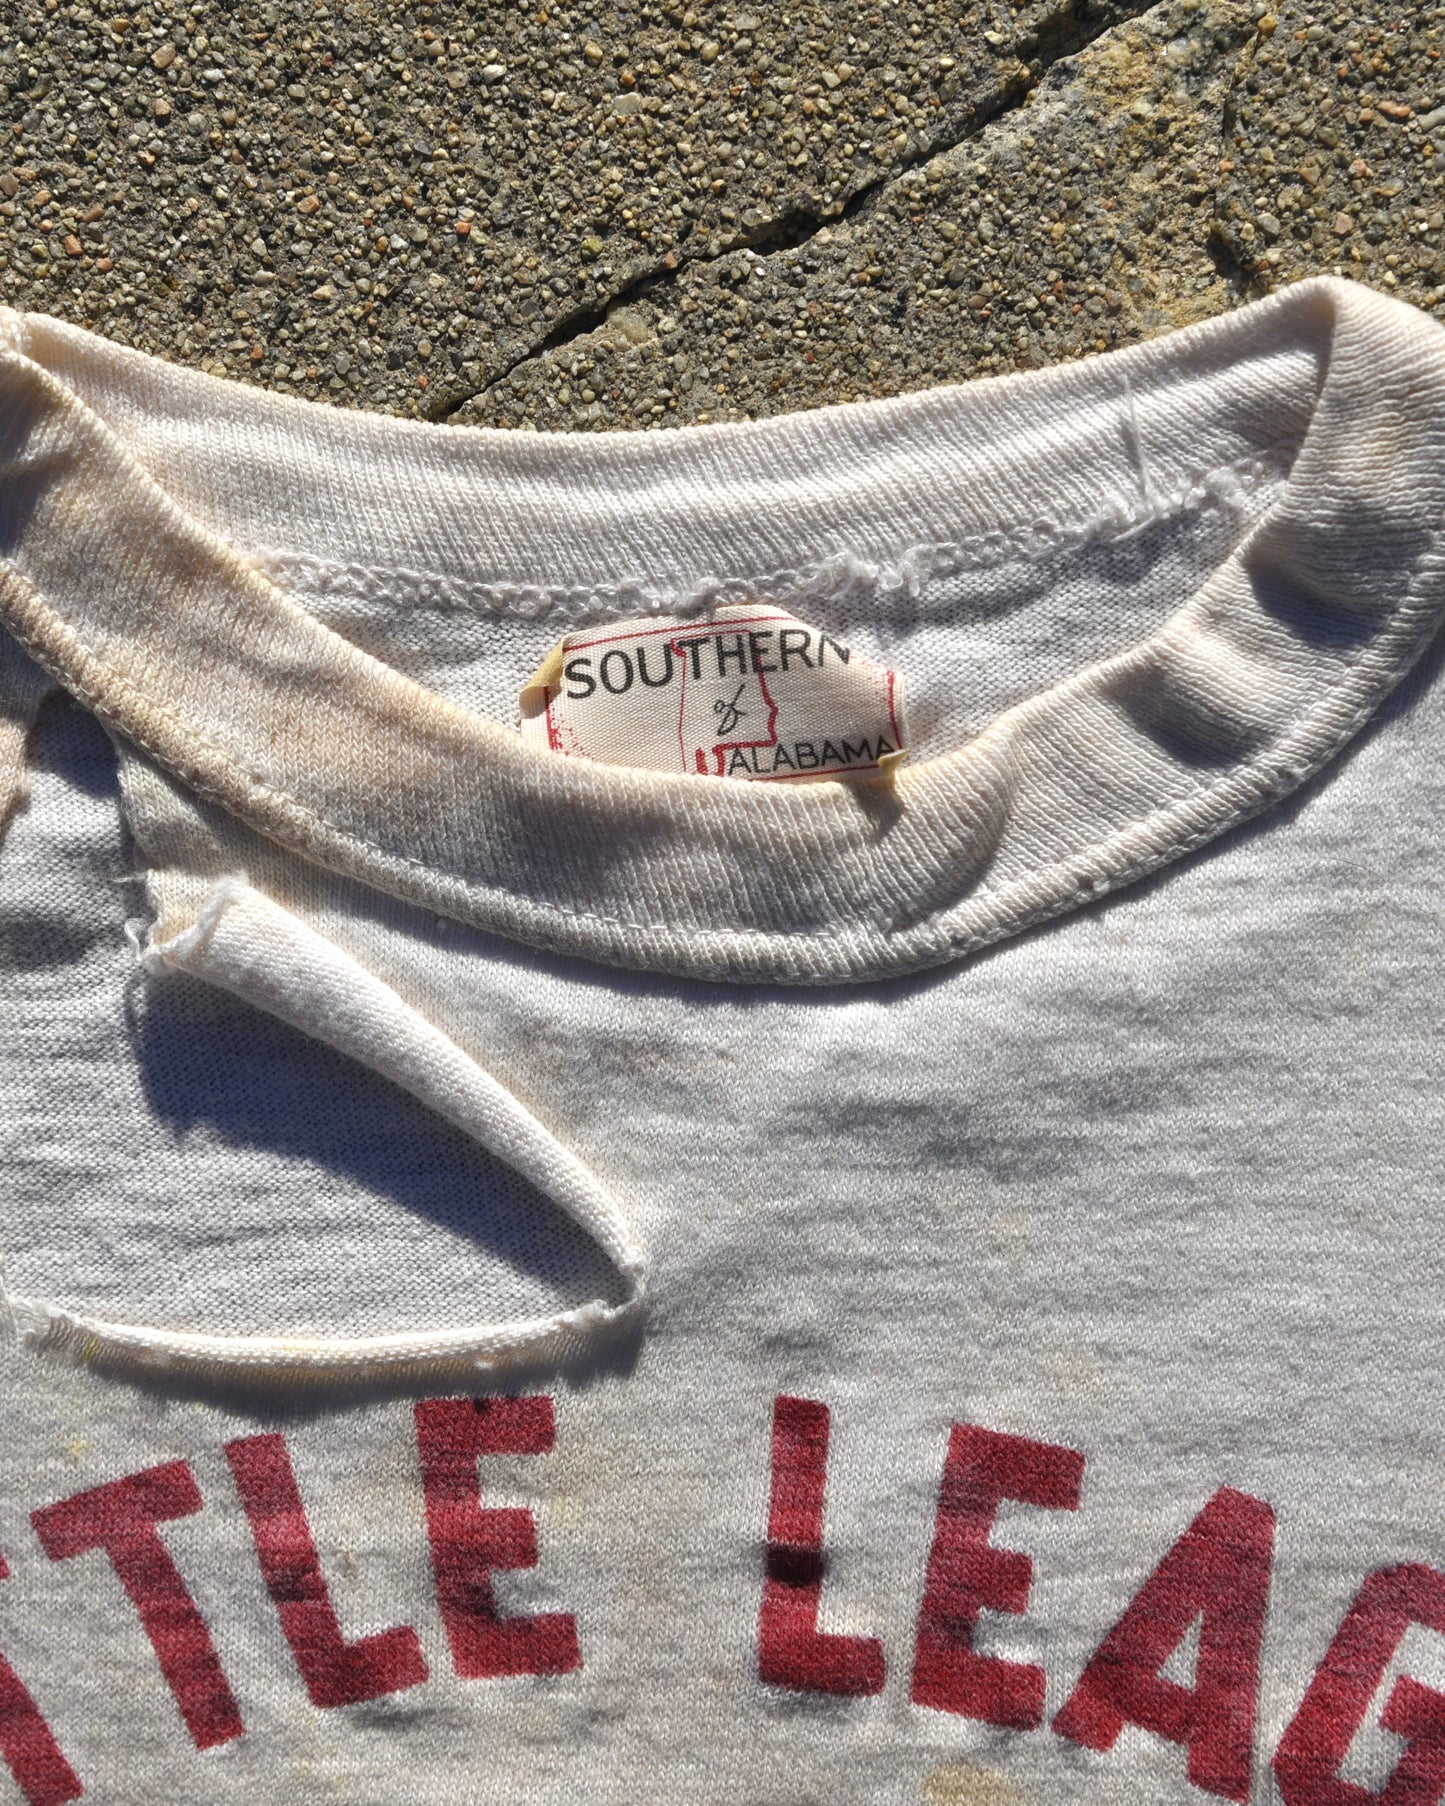 SOUTHERN
of
ALABAMA
TTLE LEAG